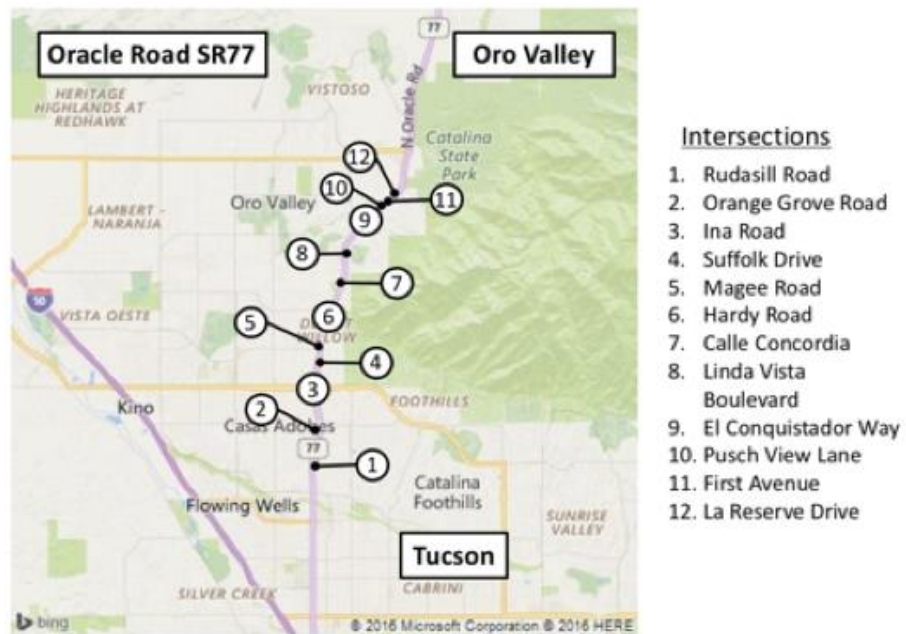 77
Oracle Road SR77
Oro Valley
HERITAGE
HIGHLANDS AT
REDHAWK
VISTOSO
N Oracle Rd
Catalina
State
Park
12
10
11
Oro Valley
9
LAMBERT -
NARANJA
8
7
10
VISTA OESTE
6
5
WILLOW
4
3
Kino
2
FOOTHILLS
Casas Adobes
77
1
Catalina
Foothills
Flowing Wells
SUNRISE
VALLEY
Tucson
SILVER CREEK
CABRINI
bing
© 2016 Microsoft Corporation © 2016 HERE
Intersections
1. Rudasill Road
2. Orange Grove Road
3. Ina Road
4. Suffolk Drive
5. Magee Road
6. Hardy Road
7. Calle Concordia
8. Linda Vista
Boulevard
9. El Conquistador Way
10. Pusch View Lane
11. First Avenue
12. La Reserve Drive